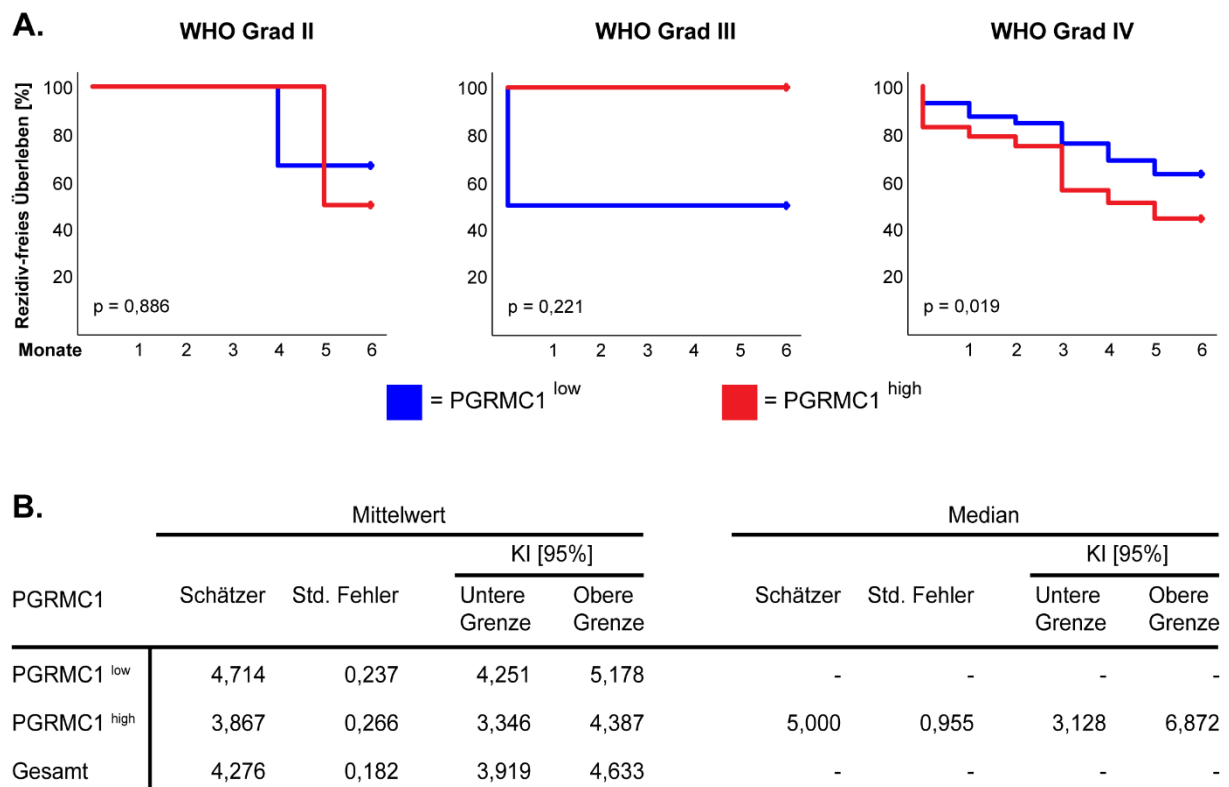 A.
WHO Grad II
WHO Grad III
WHO Grad IV
Rezidiv-freies Überleben [%]
100
80
60
40
20
p = 0,886
Monate 1 2 3 4 5 6
100
80
60
40
20
p = 0,221
1 2 3 4 5 6
100
80
60
40
20
p = 0,019
1 2 3 4 5 6
= PGRMC1 low
= PGRMC1 high
B.
Mittelwert Median
KI [95%] KI [95%]
PGRMC1 Schätzer Std. Fehler Untere Grenze Obere Grenze Schätzer Std. Fehler Untere Grenze Obere Grenze
PGRMC1 low 4,714 0,237 4,251 5,178 - - - -
PGRMC1 high 3,867 0,266 3,346 4,387 5,000 0,955 3,128 6,872
Gesamt 4,276 0,182 3,919 4,633 - - - -